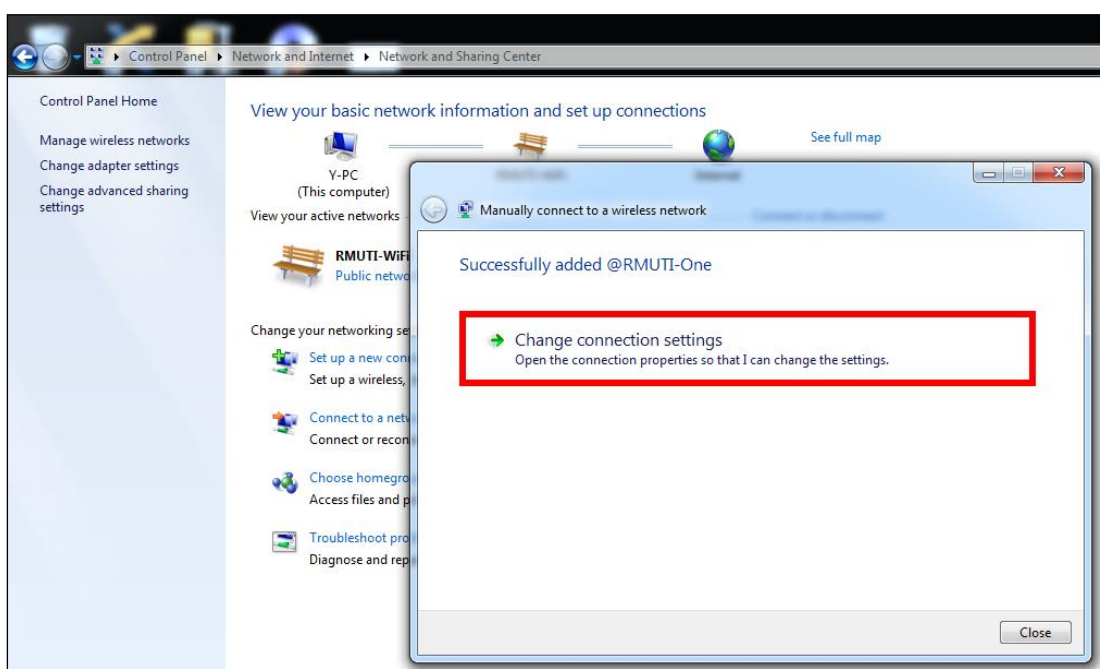 Control Panel ▸ Network and Internet ▸ Network and Sharing Center
Control Panel Home
Manage wireless networks
Change adapter settings
Change advanced sharing
settings
View your basic network information and set up connections
See full map
Y-PC
(This computer)
View your active networks
RMUTI-WiFi
Public netwo
Change your networking se
Set up a new con
Set up a wireless,
Connect to a netw
Connect or recon
Choose homegro
Access files and p
Troubleshoot pro
Diagnose and rep
Manually connect to a wireless network
Successfully added @RMUTI-One
Change connection settings
Open the connection properties so that I can change the settings.
Close